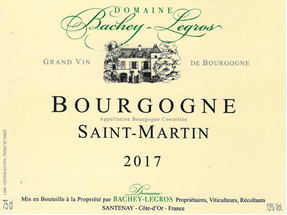 DOMAINE
Bachey-Legros
GRAND VIN DE BOURGOGNE
BOURGOGNE
Appellation Bourgogne Contrôlée
SAINT-MARTIN
2017
Domaine
75 cl
Mis en Bouteille à la Propriété par BACHEY-LEGROS Propriétaires, Viticulteurs, Récoltants
13% Vol.
SANTENAY - Côte-d'Or - France